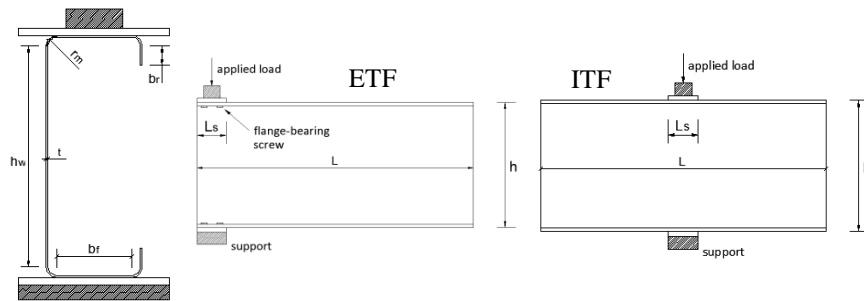 rm
br
hw
t
bf
ETF
applied load
Ls
flange-bearing
screw
L
h
support
ITF
applied load
Ls
L
support